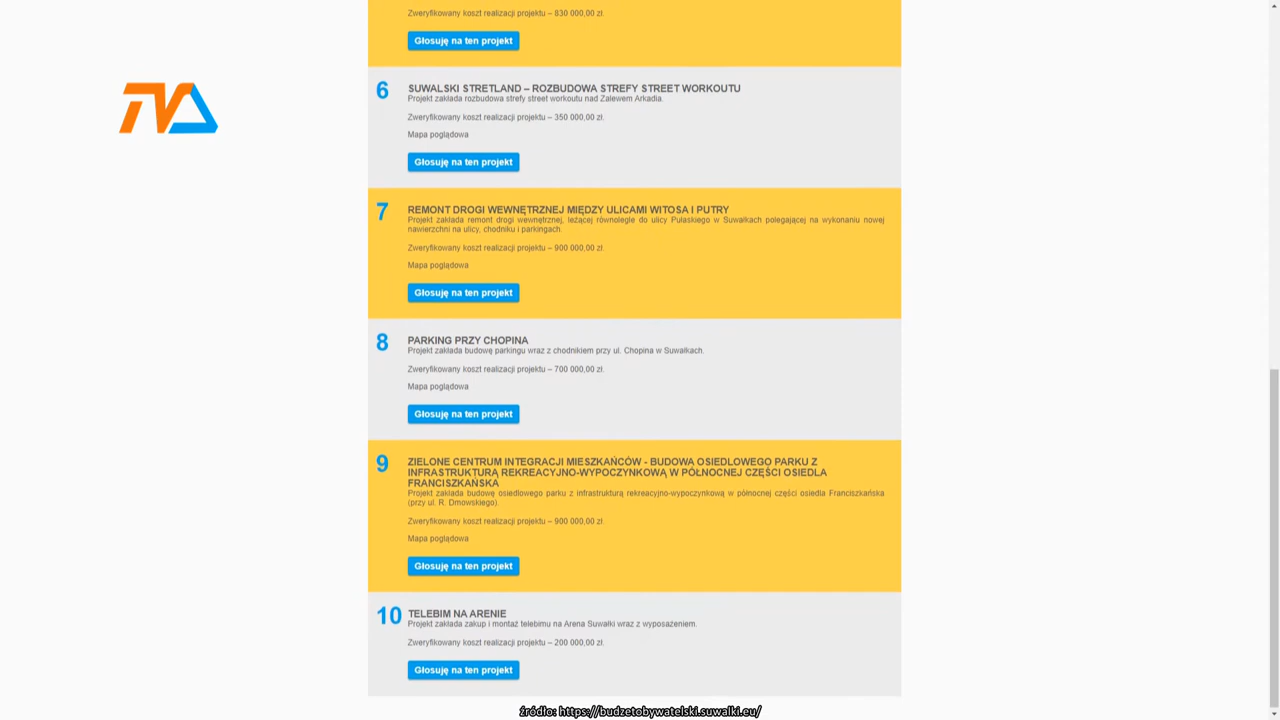 Zweryfikowany koszt realizacji projektu – 830 000,00 zł.
Głosuję na ten projekt
TVA
6
SUWALSKI STRETLAND – ROZBUDOWA STREFY STREET WORKOUTU
Projekt zakłada rozbudowa strefy street workoutu nad Zalewem Arkadia.
Zweryfikowany koszt realizacji projektu – 350 000,00 zł.
Mapa poglądowa
Głosuję na ten projekt
7
REMONT DROGI WEWNĘTRZNEJ MIĘDZY ULICAMI WITOSA I PUTRY
Projekt zakłada remont drogi wewnętrznej, leżącej równolegle do ulicy Pułaskiego w Suwałkach polegającej na wykonaniu nowej
nawierzchni na ulicy, chodniku i parkingach.
Zweryfikowany koszt realizacji projektu – 900 000,00 zł.
Mapa poglądowa
Głosuję na ten projekt
8
PARKING PRZY CHOPINA
Projekt zakłada budowę parkingu wraz z chodnikiem przy ul. Chopina w Suwałkach.
Zweryfikowany koszt realizacji projektu – 700 000,00 zł.
Mapa poglądowa
Głosuję na ten projekt
9
ZIELONE CENTRUM INTEGRACJI MIESZKAŃCÓW - BUDOWA OSIEDLOWEGO PARKU Z
INFRASTRUKTURĄ REKREACYJNO-WYPOCZYNKOWĄ W PÓŁNOCNEJ CZĘŚCI OSIEDLA
FRANCISZKAŃSKA
Projekt zakłada budowę osiedlowego parku z infrastrukturą rekreacyjno-wypoczynkową w północnej części osiedla Franciszkańska
(przy ul. R. Dmowskiego).
Zweryfikowany koszt realizacji projektu – 900 000,00 zł.
Mapa poglądowa
Głosuję na ten projekt
10
TELEBIM NA ARENIE
Projekt zakłada zakup i montaż telebimu na Arena Suwałki wraz z wyposażeniem.
Zweryfikowany koszt realizacji projektu – 200 000,00 zł.
Głosuję na ten projekt
źródło: https://budzetobywatelski.suwalki.eu/